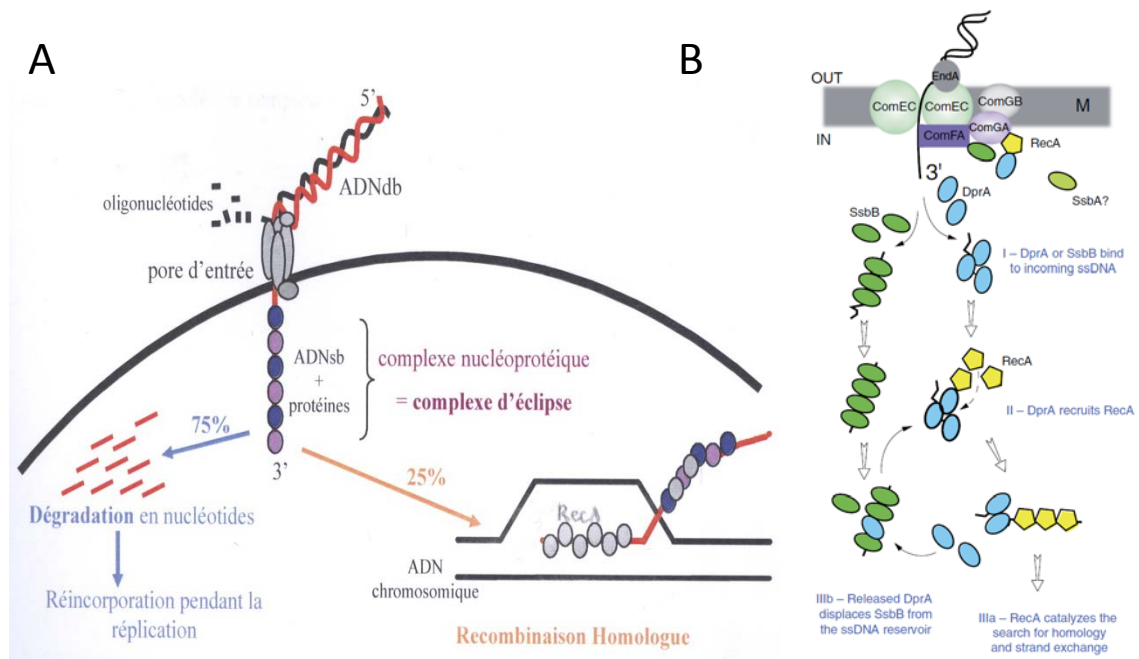 A
5'
ADNdb
oligonucléotides
pore d'entrée
ADNsb
+
protéines
complexe nucléoprotéique
= complexe d'éclipse
75%
3'
25%
Dégradation en nucléotides
Réincorporation pendant la
réplication
RecA
ADN
chromosomique
Recombinaison Homologue
B
OUT
EndA
ComEC
ComEC
ComGB
M
IN
ComFA
ComGA
RecA
3'
DprA
SsbA?
SsbB
I – DprA or SsbB bind
to incoming ssDNA
RecA
II – DprA recruits RecA
IIIb – Released DprA
displaces SsbB from
the ssDNA reservoir
IIIa – RecA catalyzes the
search for homology
and strand exchange